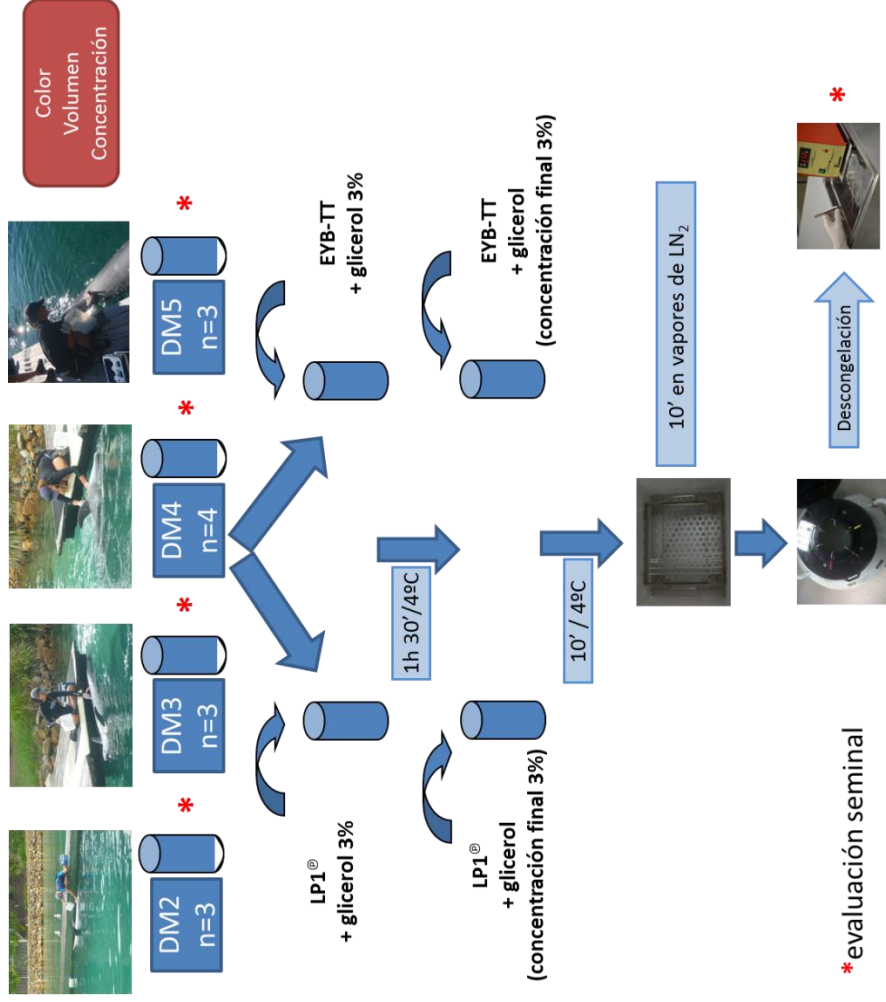 Color
Volumen
Concentración
DM2
n=3
*
DM3
n=3
*
DM4
n=4
*
DM5
n=3
*
LP1®
+ glicerol 3%
EYB-TT
+ glicerol 3%
1h 30’/4ºC
LP1®
+ glicerol
(concentración final 3%)
EYB-TT
+ glicerol
(concentración final 3%)
10’ / 4ºC
10’ en vapores de LN₂
Descongelación
*
*evaluación seminal